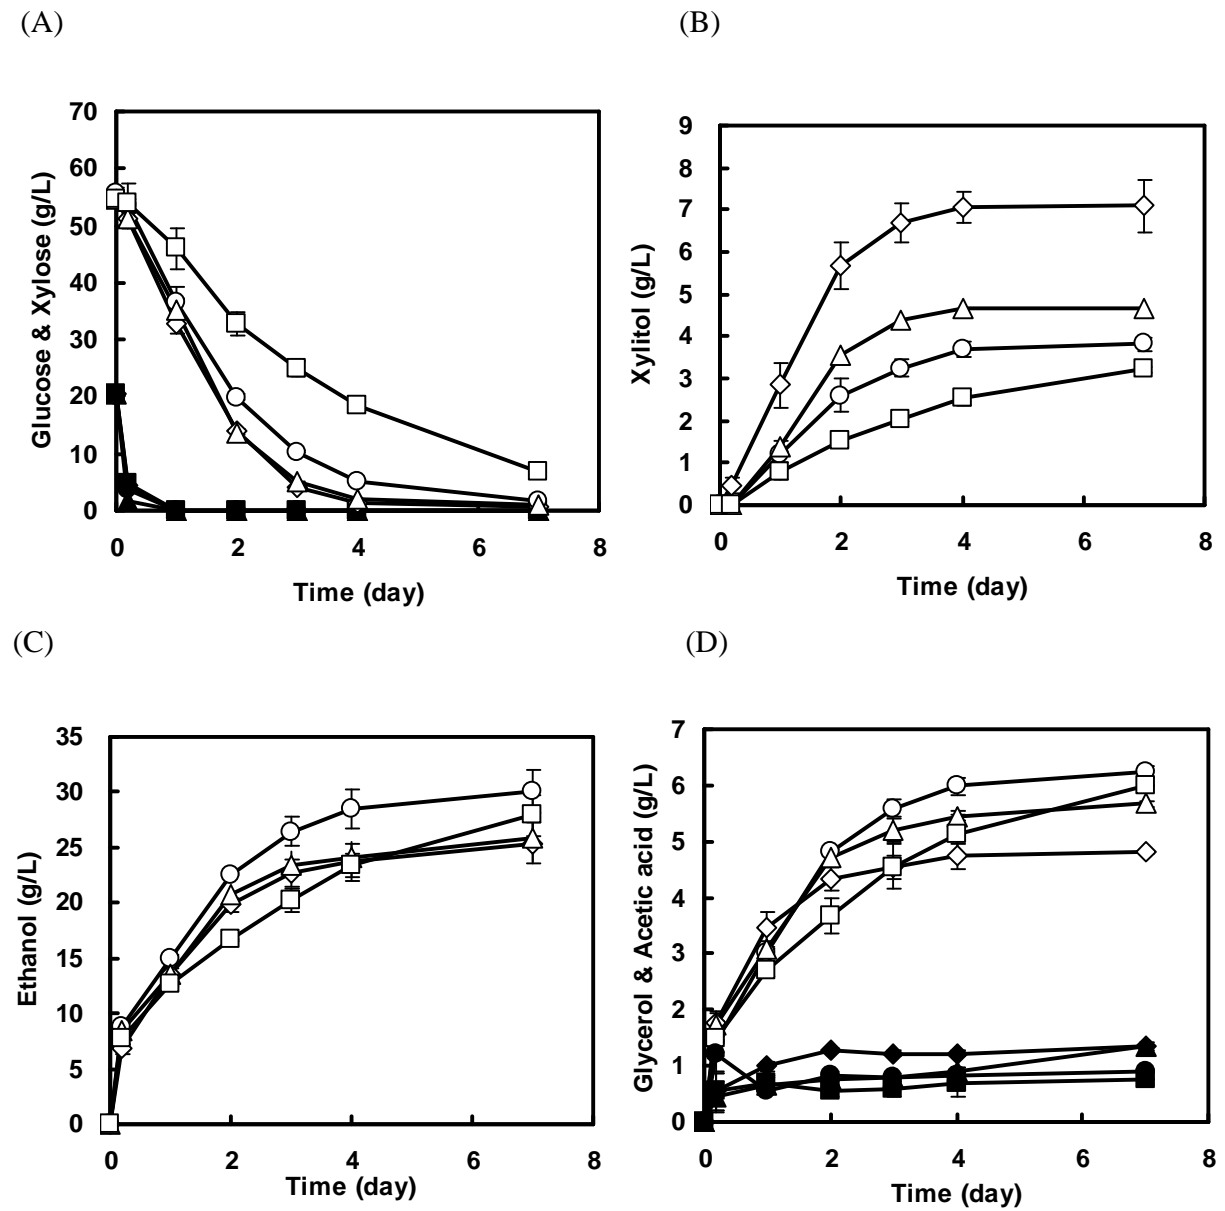 (A)
70
60
50
40
30
20
10
0
Glucose & Xylose (g/L)
0 2 4 6 8
Time (day)
(B)
9
8
7
6
5
4
3
2
1
0
Xylitol (g/L)
0 2 4 6 8
Time (day)
(C)
35
30
25
20
15
10
5
0
Ethanol (g/L)
0 2 4 6 8
Time (day)
(D)
7
6
5
4
3
2
1
0
Glycerol & Acetic acid (g/L)
0 2 4 6 8
Time (day)